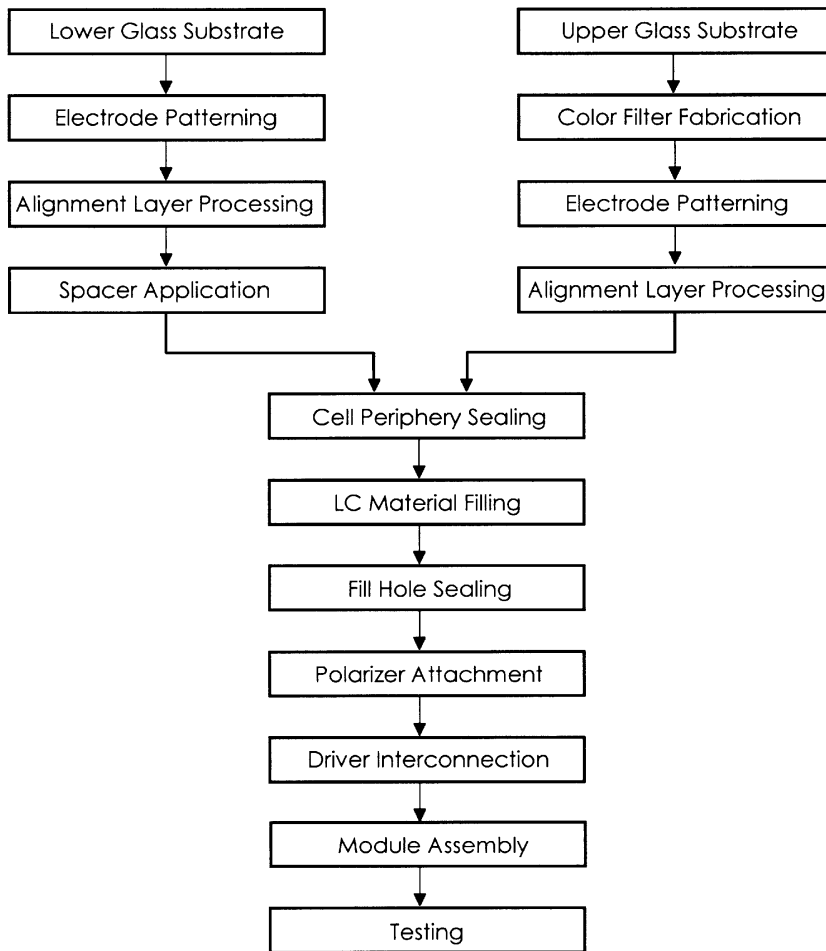 Lower Glass Substrate
Upper Glass Substrate
Electrode Patterning
Color Filter Fabrication
Alignment Layer Processing
Electrode Patterning
Spacer Application
Alignment Layer Processing
Cell Periphery Sealing
LC Material Filling
Fill Hole Sealing
Polarizer Attachment
Driver Interconnection
Module Assembly
Testing